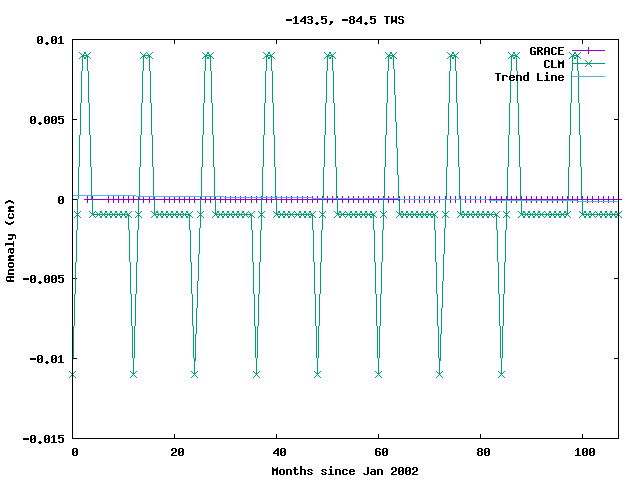 -143.5, -84.5 TWS
GRACE
CLM
Trend Line
0.01
0.005
0
-0.005
-0.01
-0.015
Anomaly (cm)
0 20 40 60 80 100
Months since Jan 2002